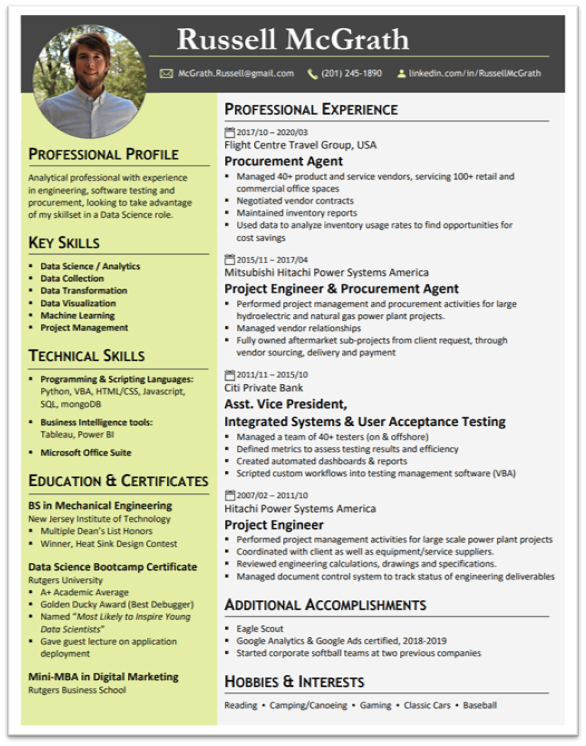 Russell McGrath
McGrath.Russell@gmail.com (201) 245-1890 linkedin.com/in/RussellMcGrath
PROFESSIONAL PROFILE
Analytical professional with experience
in engineering, software testing and
procurement, looking to take advantage
of my skillset in a Data Science role.
KEY SKILLS
▪ Data Science / Analytics
▪ Data Collection
▪ Data Transformation
▪ Data Visualization
▪ Machine Learning
▪ Project Management
TECHNICAL SKILLS
▪ Programming & Scripting Languages:
Python, VBA, HTML/CSS, Javascript,
SQL, mongoDB
▪ Business Intelligence tools:
Tableau, Power BI
▪ Microsoft Office Suite
EDUCATION & CERTIFICATES
BS in Mechanical Engineering
New Jersey Institute of Technology
▪ Multiple Dean's List Honors
▪ Winner, Heat Sink Design Contest
Data Science Bootcamp Certificate
Rutgers University
▪ A+ Academic Average
▪ Golden Ducky Award (Best Debugger)
▪ Named "Most Likely to Inspire Young
Data Scientists"
▪ Gave guest lecture on application
deployment
Mini-MBA in Digital Marketing
Rutgers Business School
PROFESSIONAL EXPERIENCE
2017/10 – 2020/03
Flight Centre Travel Group, USA
Procurement Agent
▪ Managed 40+ product and service vendors, servicing 100+ retail and
commercial office spaces
▪ Negotiated vendor contracts
▪ Maintained inventory reports
▪ Used data to analyze inventory usage rates to find opportunities for
cost savings
2015/11 – 2017/04
Mitsubishi Hitachi Power Systems America
Project Engineer & Procurement Agent
▪ Performed project management and procurement activities for large
hydroelectric and natural gas power plant projects.
▪ Managed vendor relationships
▪ Fully owned aftermarket sub-projects from client request, through
vendor sourcing, delivery and payment
2011/11 – 2015/10
Citi Private Bank
Asst. Vice President,
Integrated Systems & User Acceptance Testing
▪ Managed a team of 40+ testers (on & offshore)
▪ Defined metrics to assess testing results and efficiency
▪ Created automated dashboards & reports
▪ Scripted custom workflows into testing management software (VBA)
2007/02 – 2011/10
Hitachi Power Systems America
Project Engineer
▪ Performed project management activities for large scale power plant projects
▪ Coordinated with client as well as equipment/service suppliers.
▪ Reviewed engineering calculations, drawings and specifications.
▪ Managed document control system to track status of engineering deliverables
ADDITIONAL ACCOMPLISHMENTS
▪ Eagle Scout
▪ Google Analytics & Google Ads certified, 2018-2019
▪ Started corporate softball teams at two previous companies
HOBBIES & INTERESTS
Reading • Camping/Canoeing • Gaming • Classic Cars • Baseball